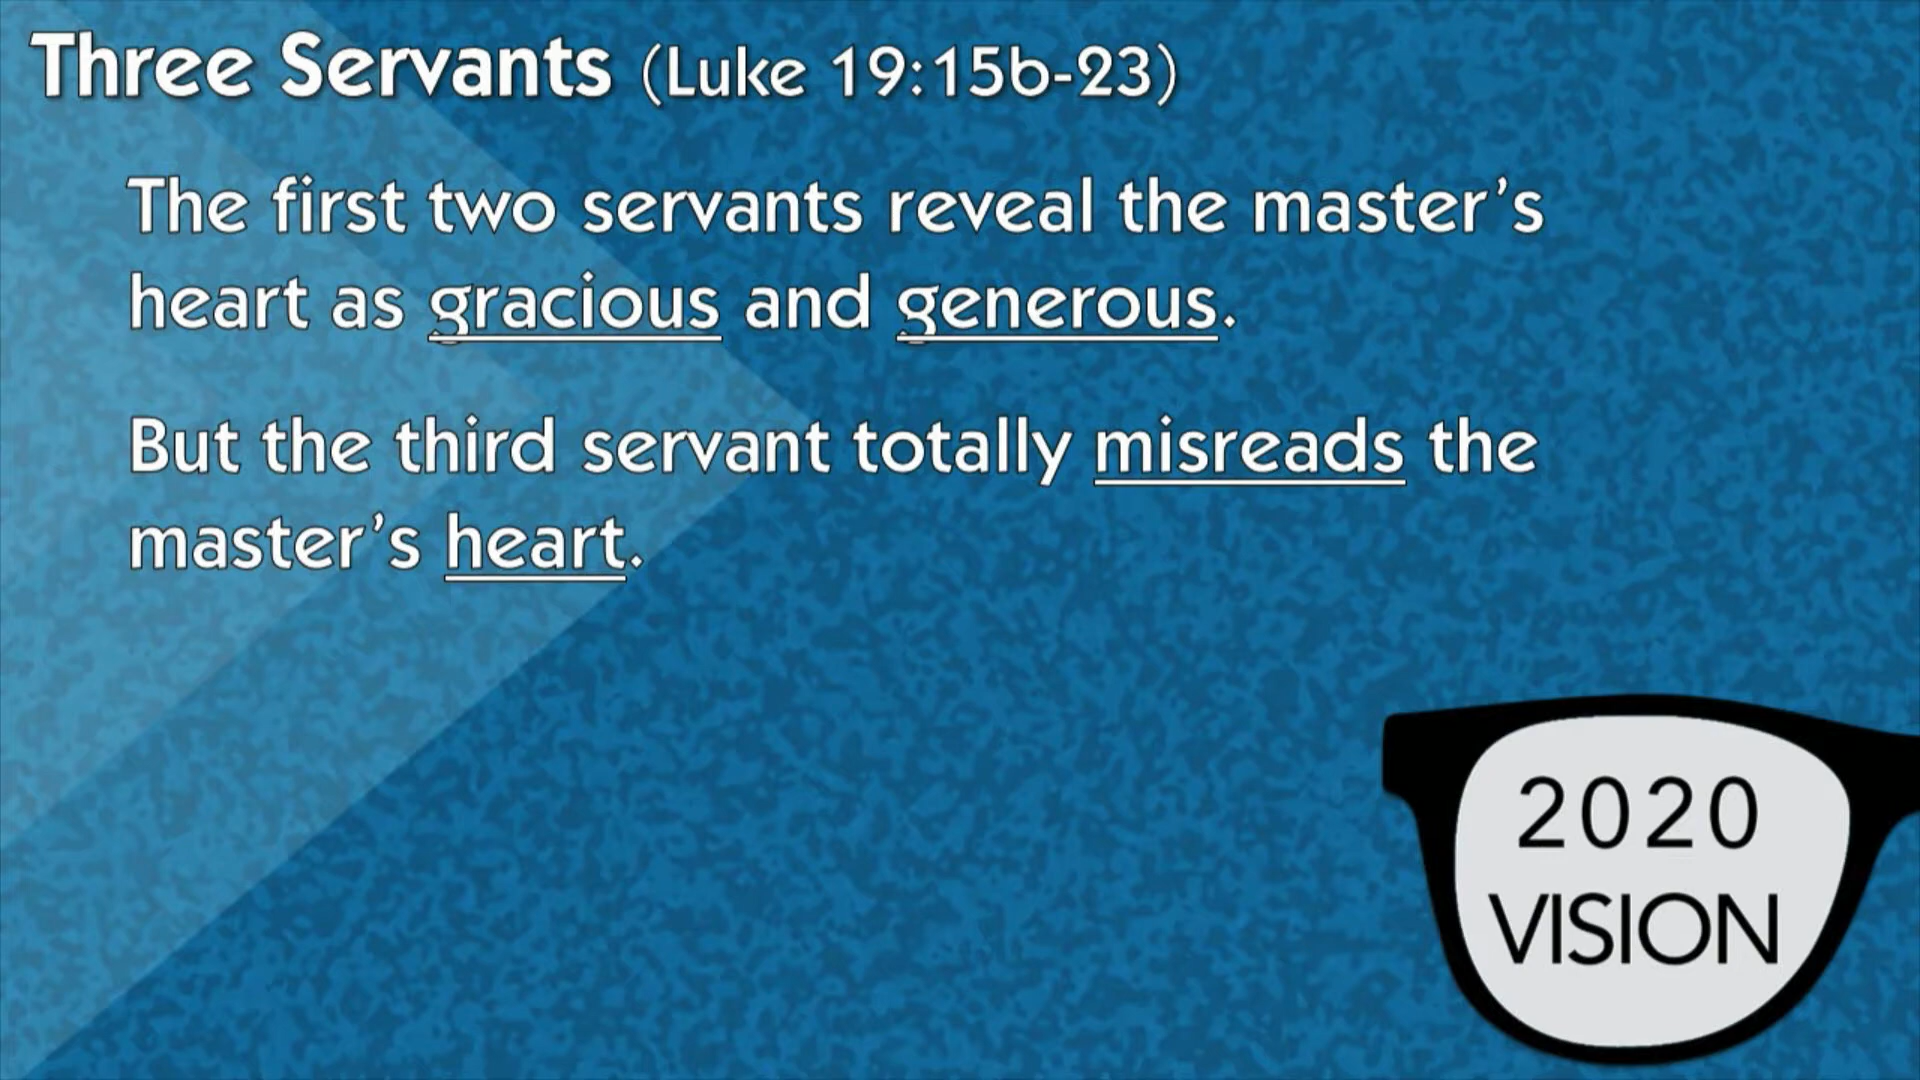 Three Servants (Luke 19:15b-23)
The first two servants reveal the master’s
heart as gracious and generous.
But the third servant totally misreads the
master’s heart.
2020
VISION